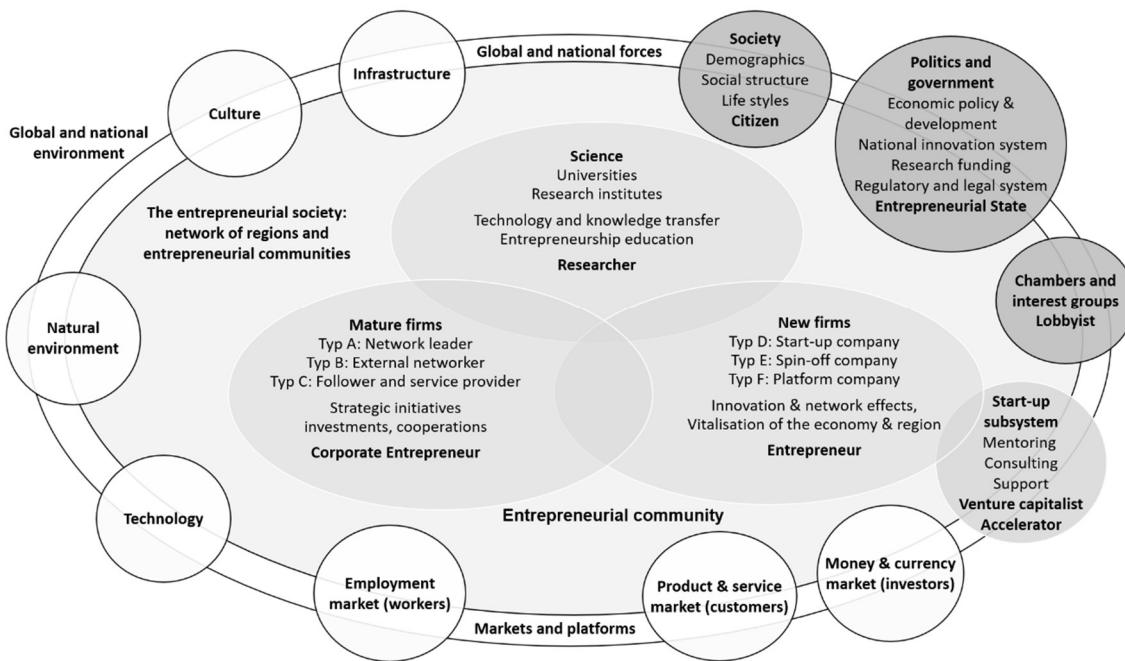 Global and national forces
Infrastructure
Culture
Global and national
environment
Society
Demographics
Social structure
Life styles
Citizen
Politics and
government
Economic policy &
development
National innovation system
Research funding
Regulatory and legal system
Entrepreneurial State
Science
Universities
Research institutes
Technology and knowledge transfer
Entrepreneurship education
Researcher
The entrepreneurial society:
network of regions and
entrepreneurial communities
Chambers and
interest groups
Lobbyist
Natural
environment
Mature firms
Typ A: Network leader
Typ B: External networker
Typ C: Follower and service provider
Strategic initiatives
investments, cooperations
Corporate Entrepreneur
New firms
Typ D: Start-up company
Typ E: Spin-off company
Typ F: Platform company
Innovation & network effects,
Vitalisation of the economy & region
Entrepreneur
Start-up
subsystem
Mentoring
Consulting
Support
Venture capitalist
Accelerator
Technology
Entrepreneurial community
Employment
market (workers)
Product & service
market (customers)
Money & currency
market (investors)
Markets and platforms